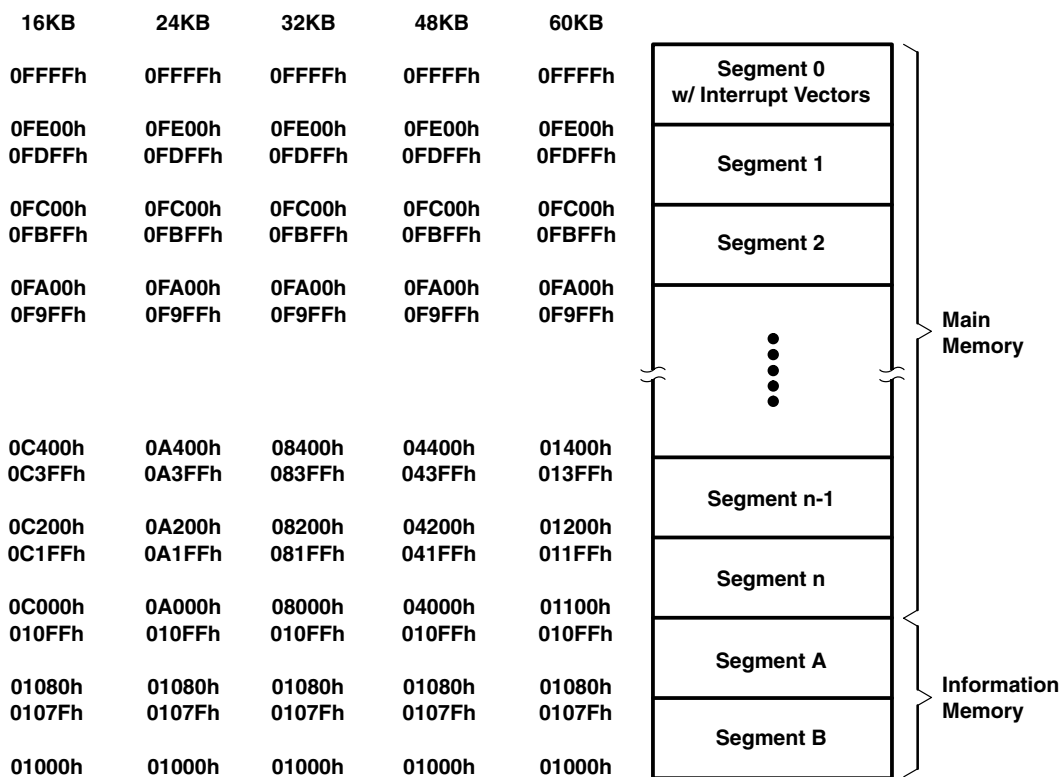 16KB 24KB 32KB 48KB 60KB
0FFFFh 0FFFFh 0FFFFh 0FFFFh 0FFFFh
Segment 0
w/ Interrupt Vectors
0FE00h 0FE00h 0FE00h 0FE00h 0FE00h
0FDFFh 0FDFFh 0FDFFh 0FDFFh 0FDFFh
Segment 1
0FC00h 0FC00h 0FC00h 0FC00h 0FC00h
0FBFFh 0FBFFh 0FBFFh 0FBFFh 0FBFFh
Segment 2
0FA00h 0FA00h 0FA00h 0FA00h 0FA00h
0F9FFh 0F9FFh 0F9FFh 0F9FFh 0F9FFh
Main
Memory
0C400h 0A400h 08400h 04400h 01400h
0C3FFh 0A3FFh 083FFh 043FFh 013FFh
Segment n-1
0C200h 0A200h 08200h 04200h 01200h
0C1FFh 0A1FFh 081FFh 041FFh 011FFh
Segment n
0C000h 0A000h 08000h 04000h 01100h
010FFh 010FFh 010FFh 010FFh 010FFh
Segment A
01080h 01080h 01080h 01080h 01080h
0107Fh 0107Fh 0107Fh 0107Fh 0107Fh
Information
Memory
Segment B
01000h 01000h 01000h 01000h 01000h